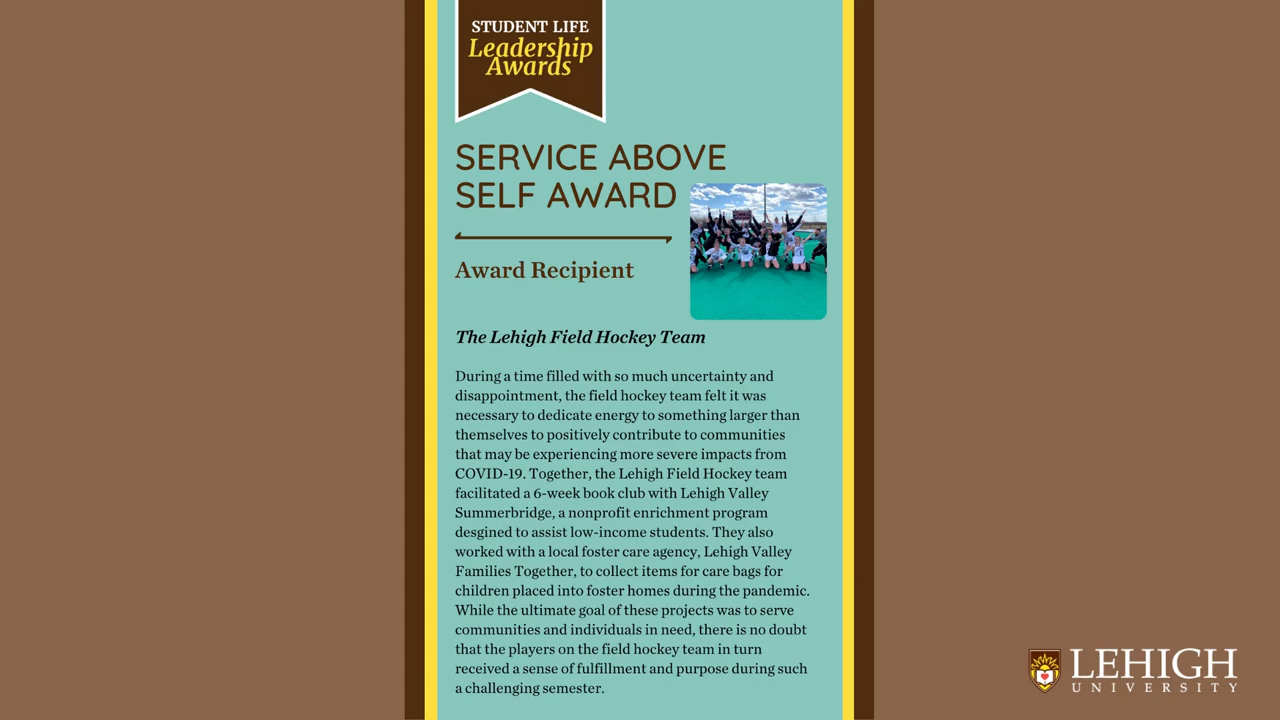 STUDENT LIFE
Leadership
Awards
SERVICE ABOVE
SELF AWARD
Award Recipient
The Lehigh Field Hockey Team
During a time filled with so much uncertainty and
disappointment, the field hockey team felt it was
necessary to dedicate energy to something larger than
themselves to positively contribute to communities
that may be experiencing more severe impacts from
COVID-19. Together, the Lehigh Field Hockey team
facilitated a 6-week book club with Lehigh Valley
Summerbridge, a nonprofit enrichment program
desgined to assist low-income students. They also
worked with a local foster care agency, Lehigh Valley
Families Together, to collect items for care bags for
children placed into foster homes during the pandemic.
While the ultimate goal of these projects was to serve
communities and individuals in need, there is no doubt
that the players on the field hockey team in turn
received a sense of fulfillment and purpose during such
a challenging semester.
LEHIGH
UNIVERSITY